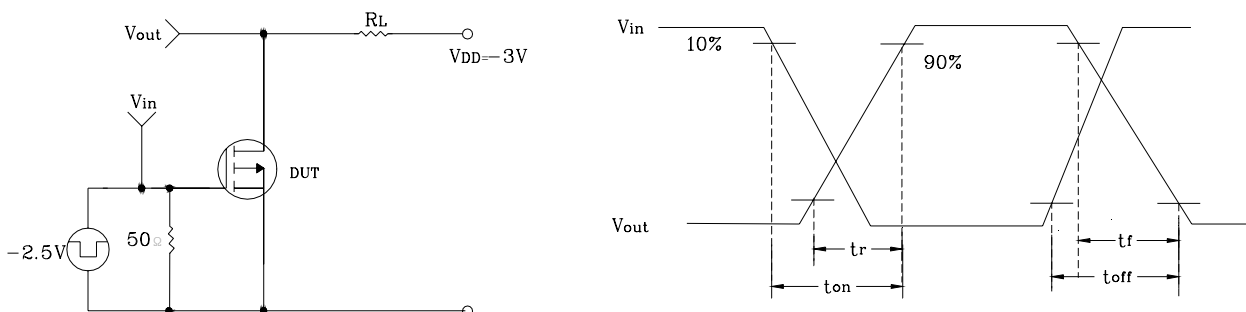 Vout
RL
VDD=-3V
Vin
DUT
-2.5V
50Ω
Vin
10%
90%
Vout
tr
ton
tf
toff